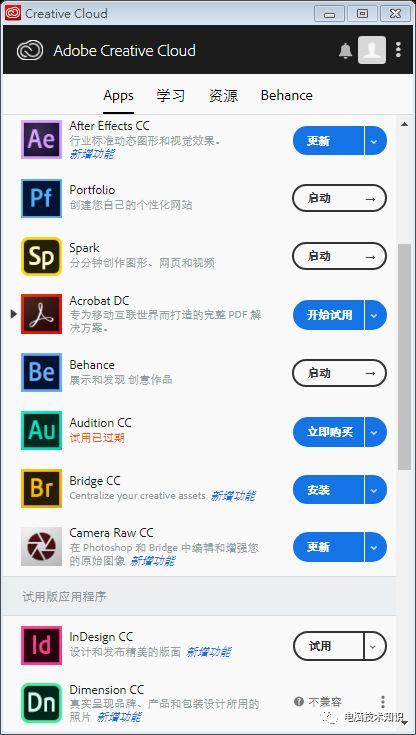 Creative Cloud
Adobe Creative Cloud
Apps 学习 资源 Behance
Ae
After Effects CC
行业标准动态图形和视觉效果。
新增功能
更新
Pf
Portfolio
创建您自己的个性化网站
启动
Sp
Spark
分分钟创作图形、网页和视频
启动
Acrobat DC
专为移动互联世界而打造的完整 PDF 解
决方案。
开始试用
Be
Behance
展示和发现 创意作品
启动
Au
Audition CC
试用已过期
立即购买
Br
Bridge CC
Centralize your creative assets 新增功能
安装
Camera Raw CC
在 Photoshop 和 Bridge 中编辑和增强您
的原始图像 新增功能
更新
试用版应用程序
Id
InDesign CC
设计和发布精美的版面 新增功能
试用
Dn
Dimension CC
真实呈现品牌、产品和包装设计所用的
照片 新增功能
不兼容
电脑技术知识